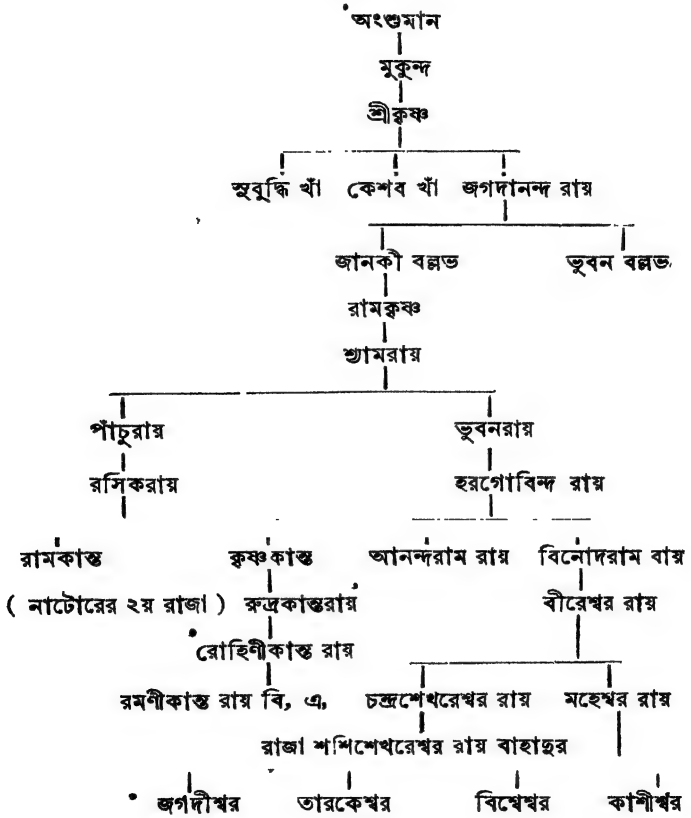 অংশুমান
মুকুন্দ
শ্রীকৃষ্ণ
সুবুদ্ধি খাঁ কেশব খাঁ জগদানন্দ রায়
জানকী বল্লভ ভুবন বল্লভ
রামকৃষ্ণ
শ্যামরায়
পাঁচুরায় ভুবনরায়
রসিকরায় হরগোবিন্দ রায়
রামকান্ত কৃষ্ণকান্ত আনন্দরাম রায় বিনোদরাম বায়
( নাটোরের ২য় রাজা ) রুদ্রকান্তরায় বীরেশ্বর রায়
রোহিণীকান্ত রায়
রমণীকান্ত রায় বি, এ, চন্দ্রশেখরেশ্বর রায় মহেশ্বর রায়
রাজা শশিশেখরেশ্বর রায় বাহাদুর
জগদীশ্বর তারকেশ্বর বিশ্বেশ্বর কাশীশ্বর